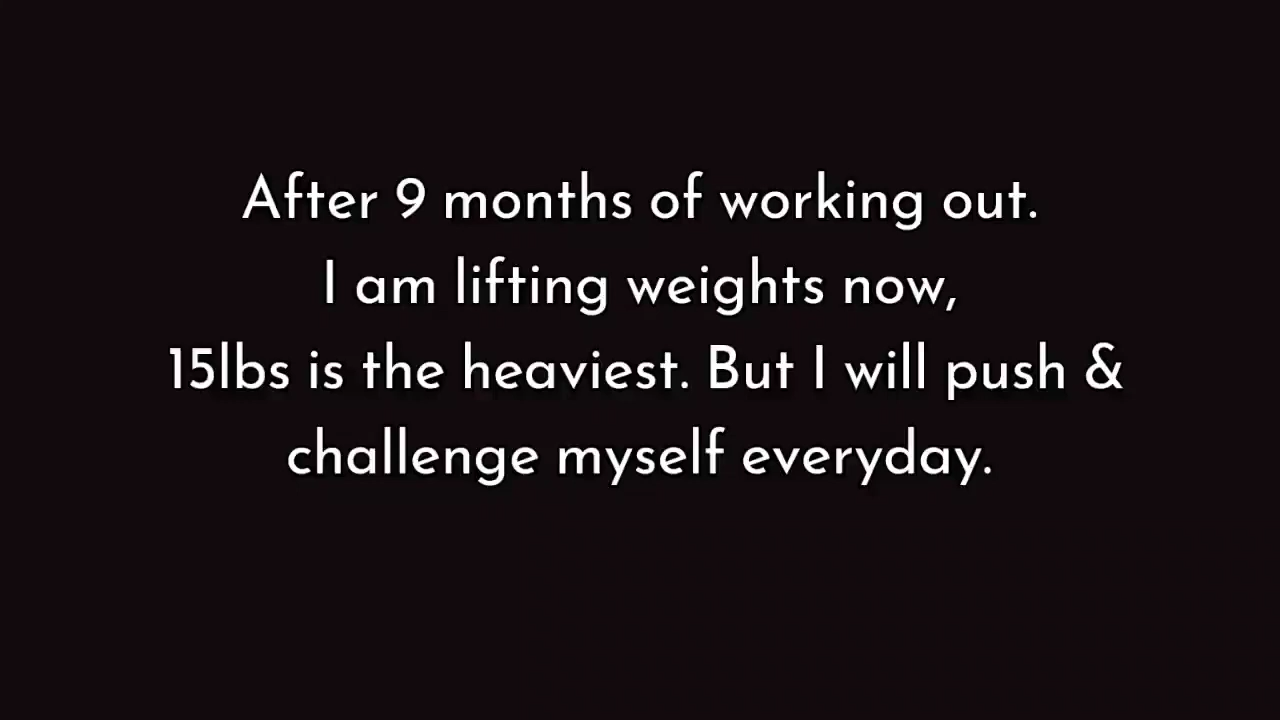 After 9 months of working out.
I am lifting weights now,
15lbs is the heaviest. But I will push &
challenge myself everyday.